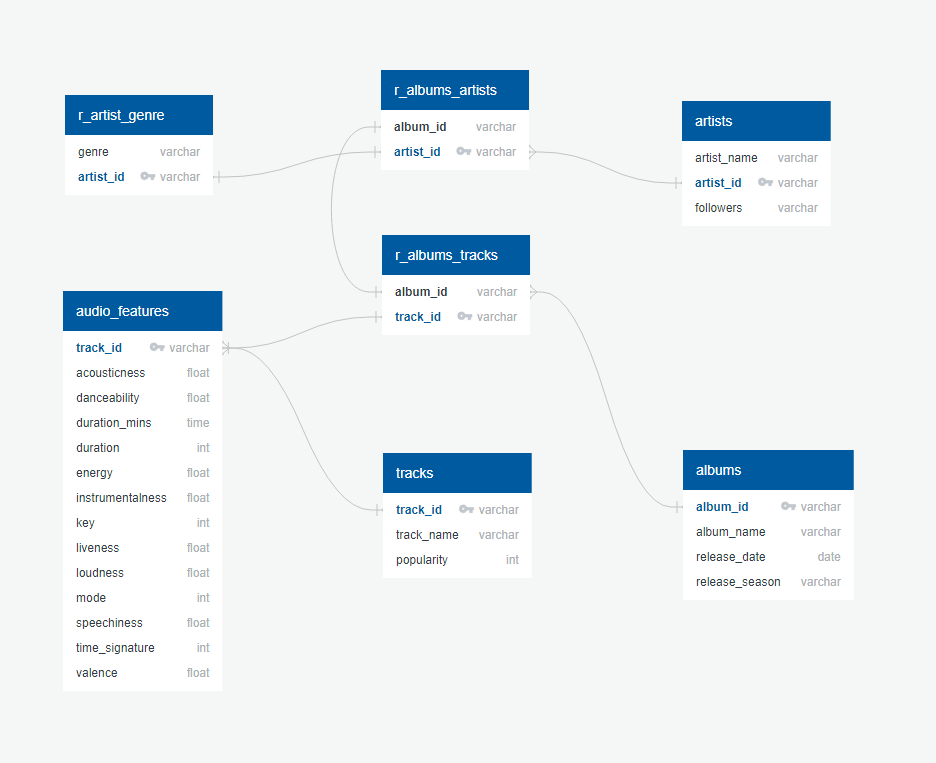 r_artist_genre
genre varchar
artist_id varchar
r_albums_artists
album_id varchar
artist_id varchar
artists
artist_name varchar
artist_id varchar
followers varchar
r_albums_tracks
album_id varchar
track_id varchar
audio_features
track_id varchar
acousticness float
danceability float
duration_mins time
duration int
energy float
instrumentalness float
key int
liveness float
loudness float
mode int
speechiness float
time_signature int
valence float
tracks
track_id varchar
track_name varchar
popularity int
albums
album_id varchar
album_name varchar
release_date date
release_season varchar